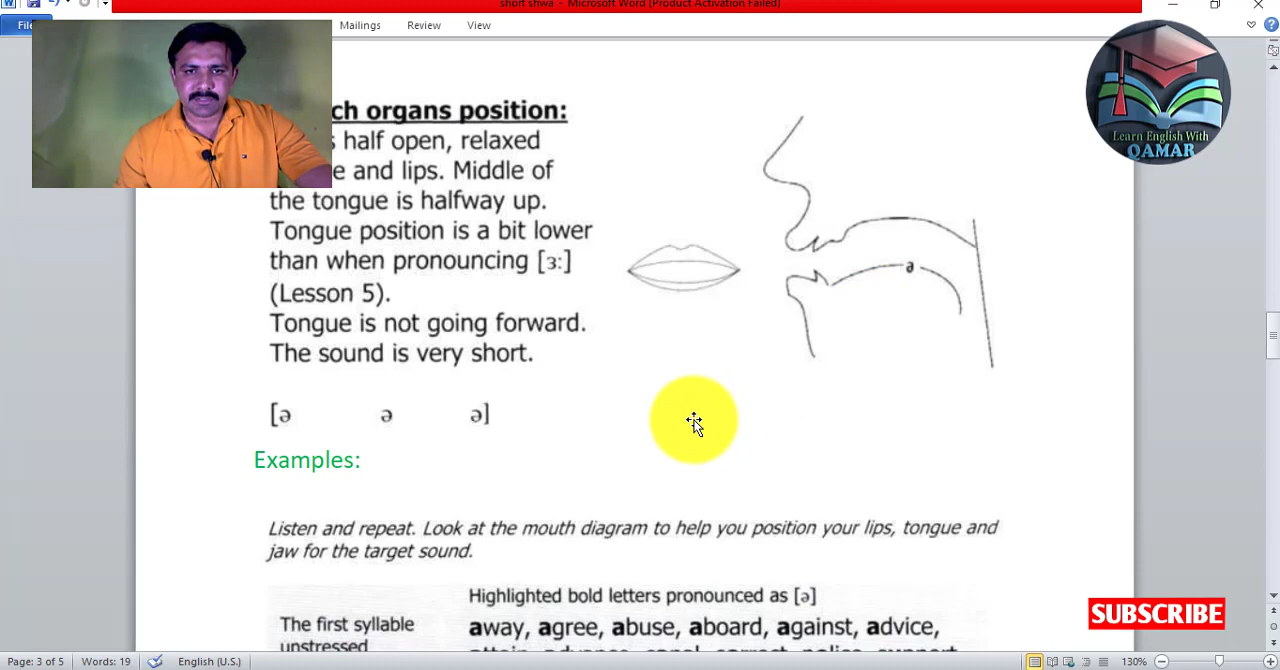 short shwa - Microsoft Word (Product Activation Failed)
Mailings Review View
ch organs position:
half open, relaxed
and lips. Middle of
the tongue is halfway up.
Tongue position is a bit lower
than when pronouncing [ɜ:]
(Lesson 5).
Tongue is not going forward.
The sound is very short.
ə
[ə ə ə]
Examples:
Listen and repeat. Look at the mouth diagram to help you position your lips, tongue and
jaw for the target sound.
Highlighted bold letters pronounced as [ə]
The first syllable
unstressed
away, agree, abuse, aboard, against, advice,
Learn English With
QAMAR
SUBSCRIBE
Page: 3 of 5 Words: 19 English (U.S.) 130%